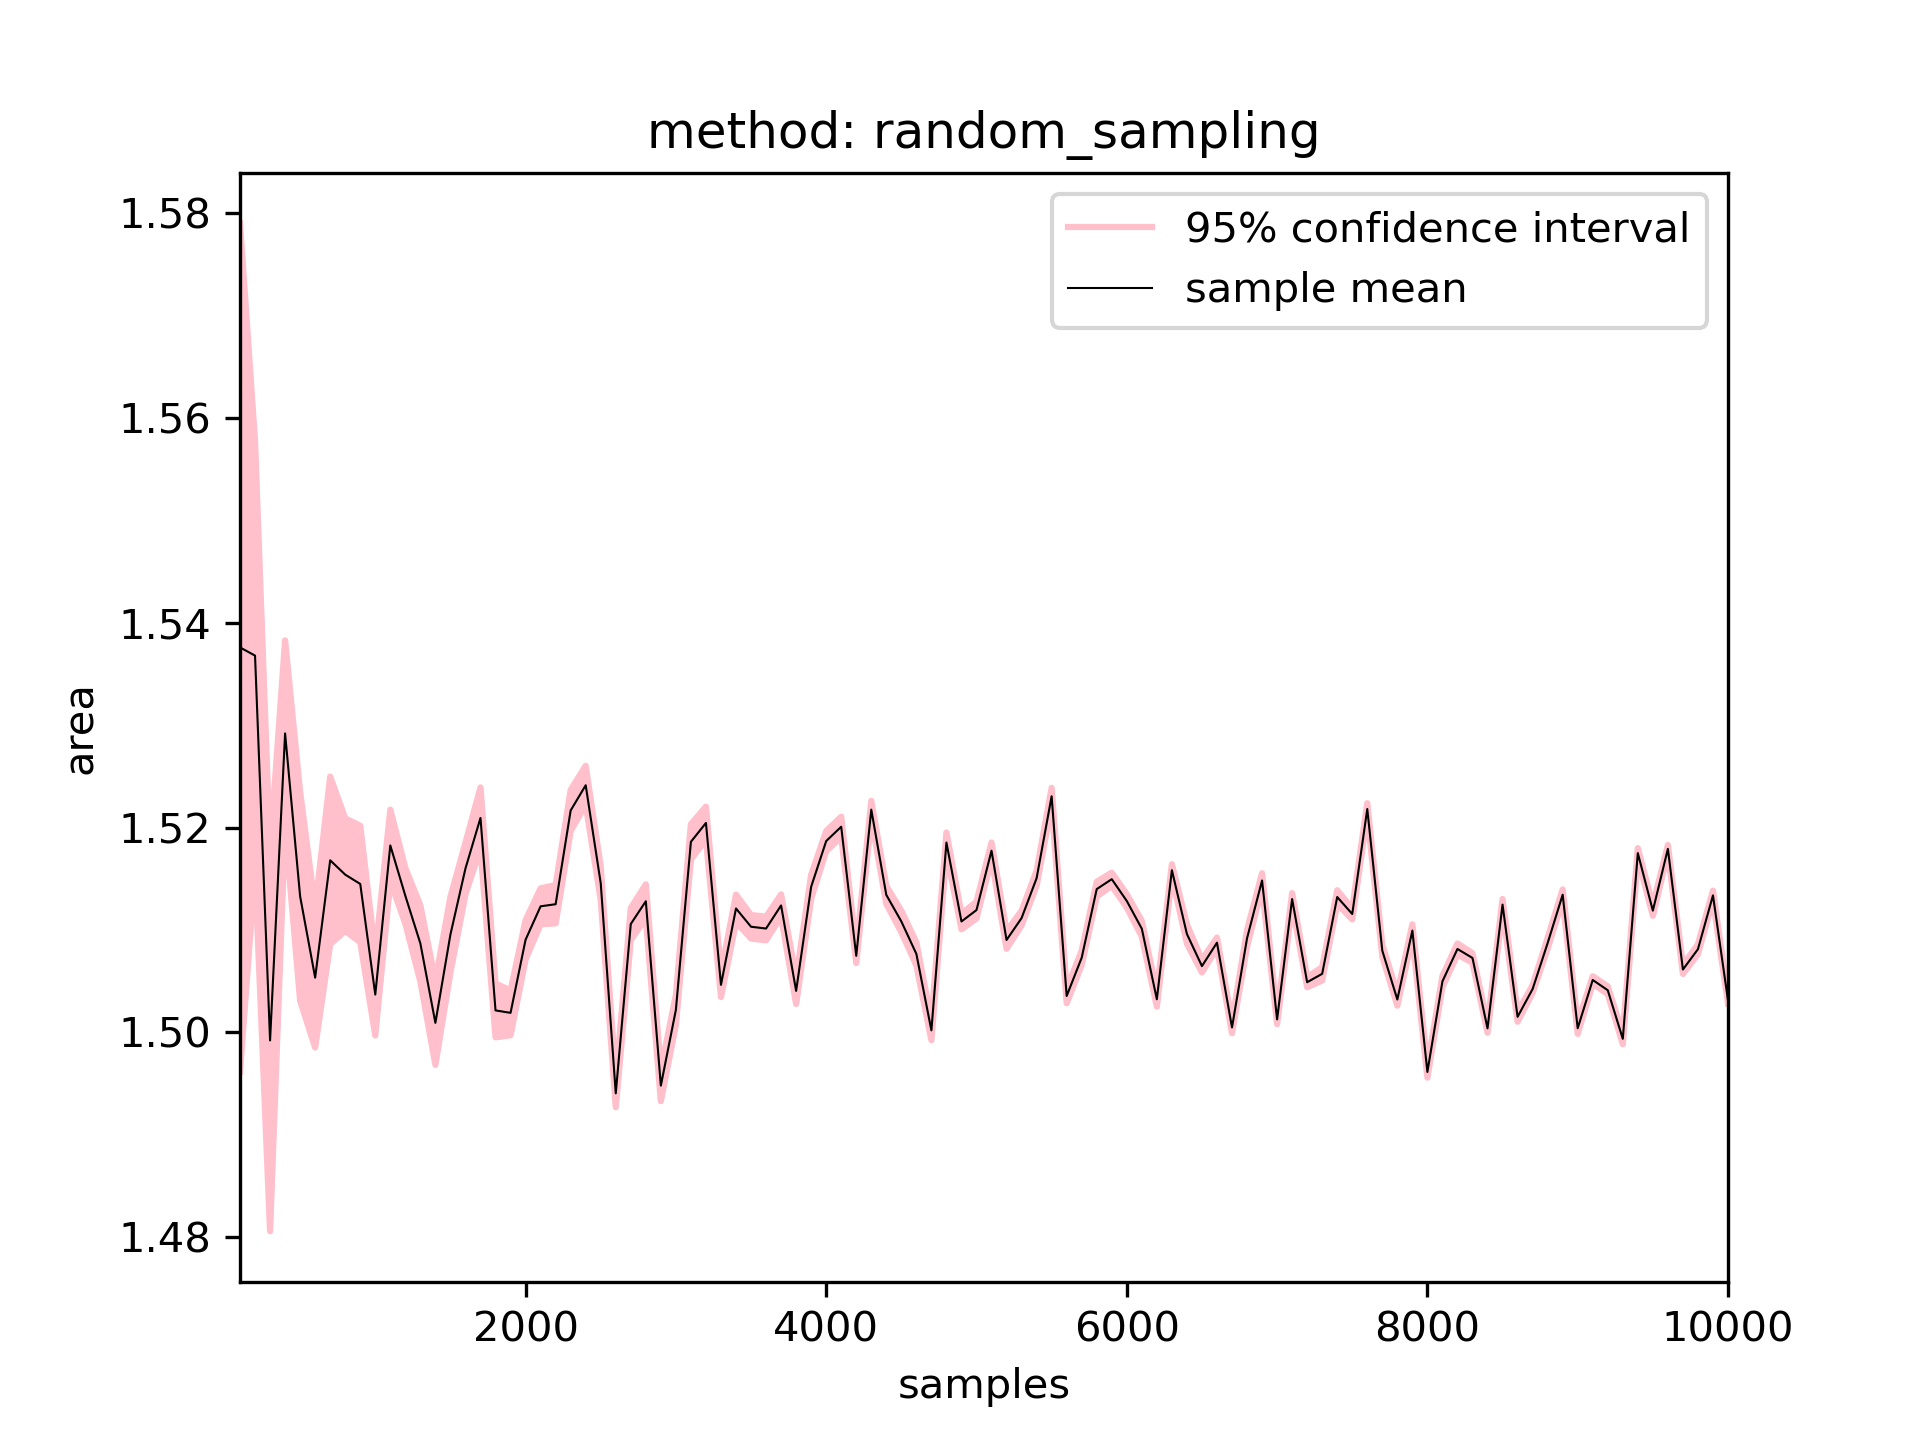 method: random_sampling
95% confidence interval
sample mean
1.58
1.56
1.54
1.52
1.50
1.48
area
2000 4000 6000 8000 10000
samples